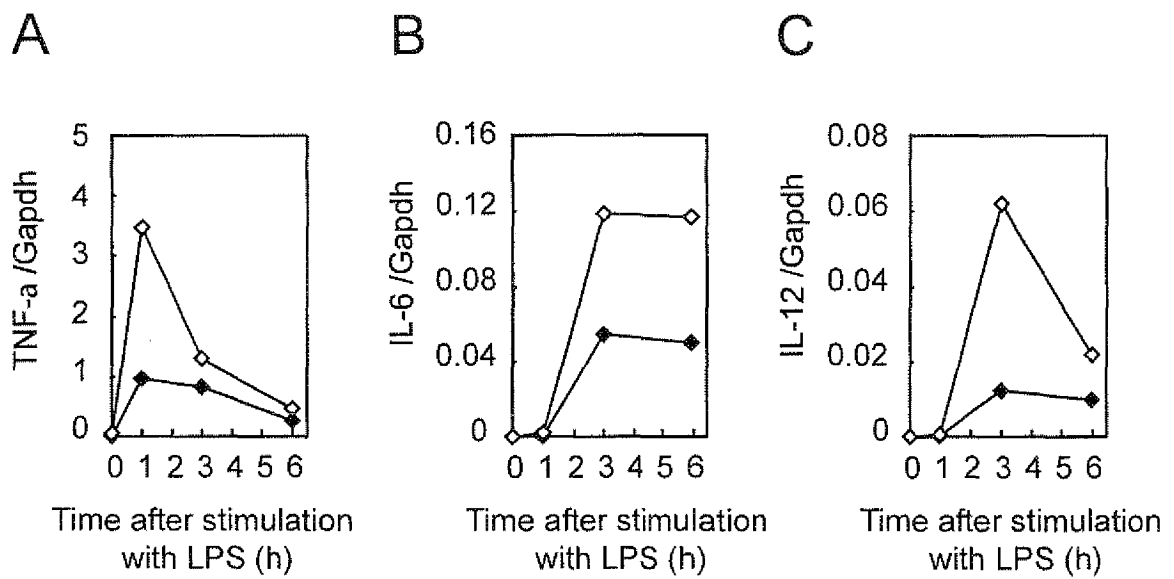 A
B
C
TNF-a /Gapdh
5
4
3
2
1
0
0 1 2 3 4 5 6
Time after stimulation
with LPS (h)
IL-6 /Gapdh
0.16
0.12
0.08
0.04
0
0 1 2 3 4 5 6
Time after stimulation
with LPS (h)
IL-12 /Gapdh
0.08
0.06
0.04
0.02
0
0 1 2 3 4 5 6
Time after stimulation
with LPS (h)